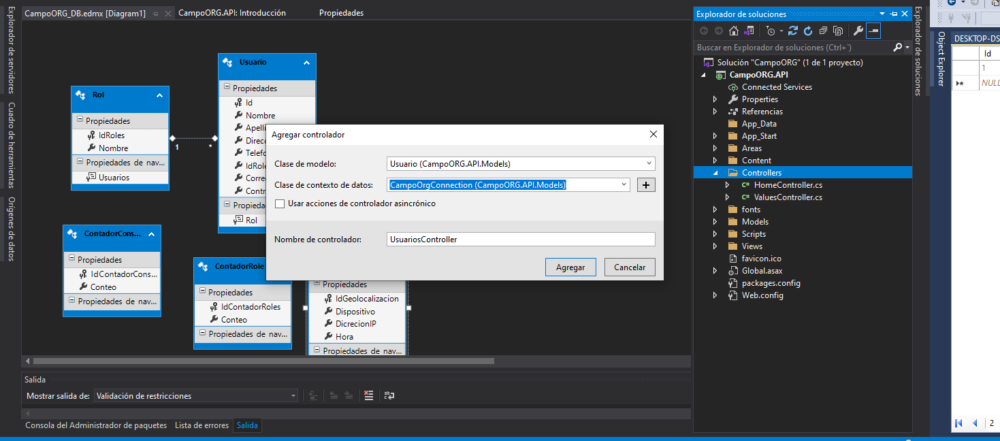 CampoORG_DB.edmx [Diagram1]
CampoORG.API: Introducción
Propiedades
Explorador de servidores
Cuadro de herramientas
Orígenes de datos
Rol
Propiedades
IdRoles
Nombre
Propiedades de nav...
Usuarios
1
*
Usuario
Propiedades
Id
Nombre
Apelli
Direc
Telefo
IdRole
Corre
Contr
Propieda
Rol
ContadorCons...
Propiedades
IdContadorCons...
Conteo
Propiedades de nav...
ContadorRole
Propiedades
IdContadorRoles
Conteo
Propiedades de nav...
Propiedades
IdGeolocalizacion
Dispositivo
DicrecionIP
Hora
Propiedades de nav...
Agregar controlador
Clase de modelo:
Usuario (CampoORG.API.Models)
Clase de contexto de datos:
CampoOrgConnection (CampoORG.API.Models)
Usar acciones de controlador asincrónico
Nombre de controlador:
UsuariosController
Agregar
Cancelar
Salida
Mostrar salida de:
Validación de restricciones
Consola del Administrador de paquetes
Lista de errores
Salida
Explorador de soluciones
Buscar en Explorador de soluciones (Ctrl+`)
Solución "CampoORG" (1 de 1 proyecto)
CampoORG.API
Connected Services
Properties
Referencias
App_Data
App_Start
Areas
Content
Controllers
C# HomeController.cs
C# ValuesController.cs
fonts
Models
Scripts
Views
favicon.ico
Global.asax
packages.config
Web.config
Explorador de soluciones
Object Explorer
DESKTOP-DS
Id
1
NULL
2